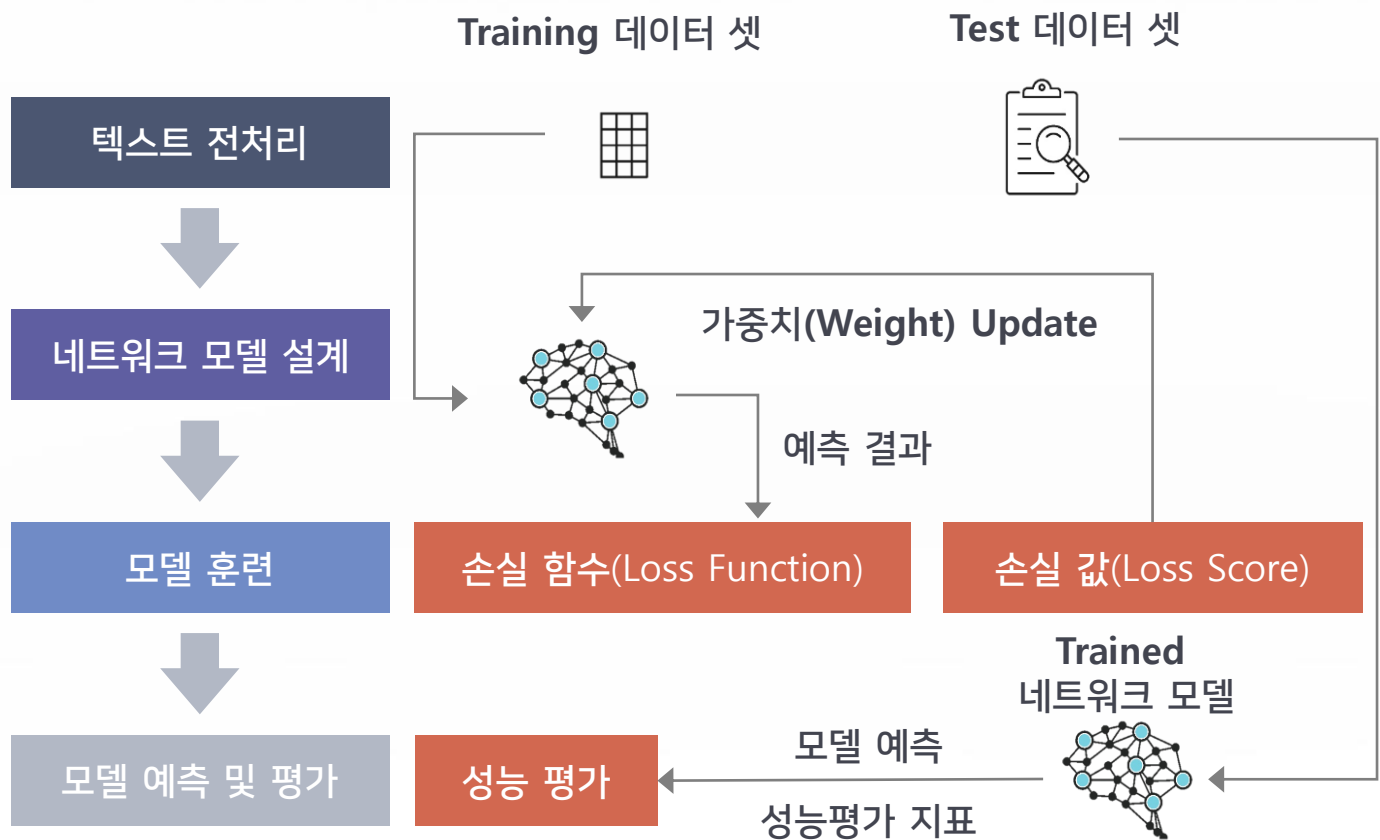 Training 데이터 셋
Test 데이터 셋
텍스트 전처리
가중치(Weight) Update
네트워크 모델 설계
예측 결과
모델 훈련
손실 함수(Loss Function)
손실 값(Loss Score)
Trained
네트워크 모델
모델 예측
모델 예측 및 평가
성능 평가
성능평가 지표